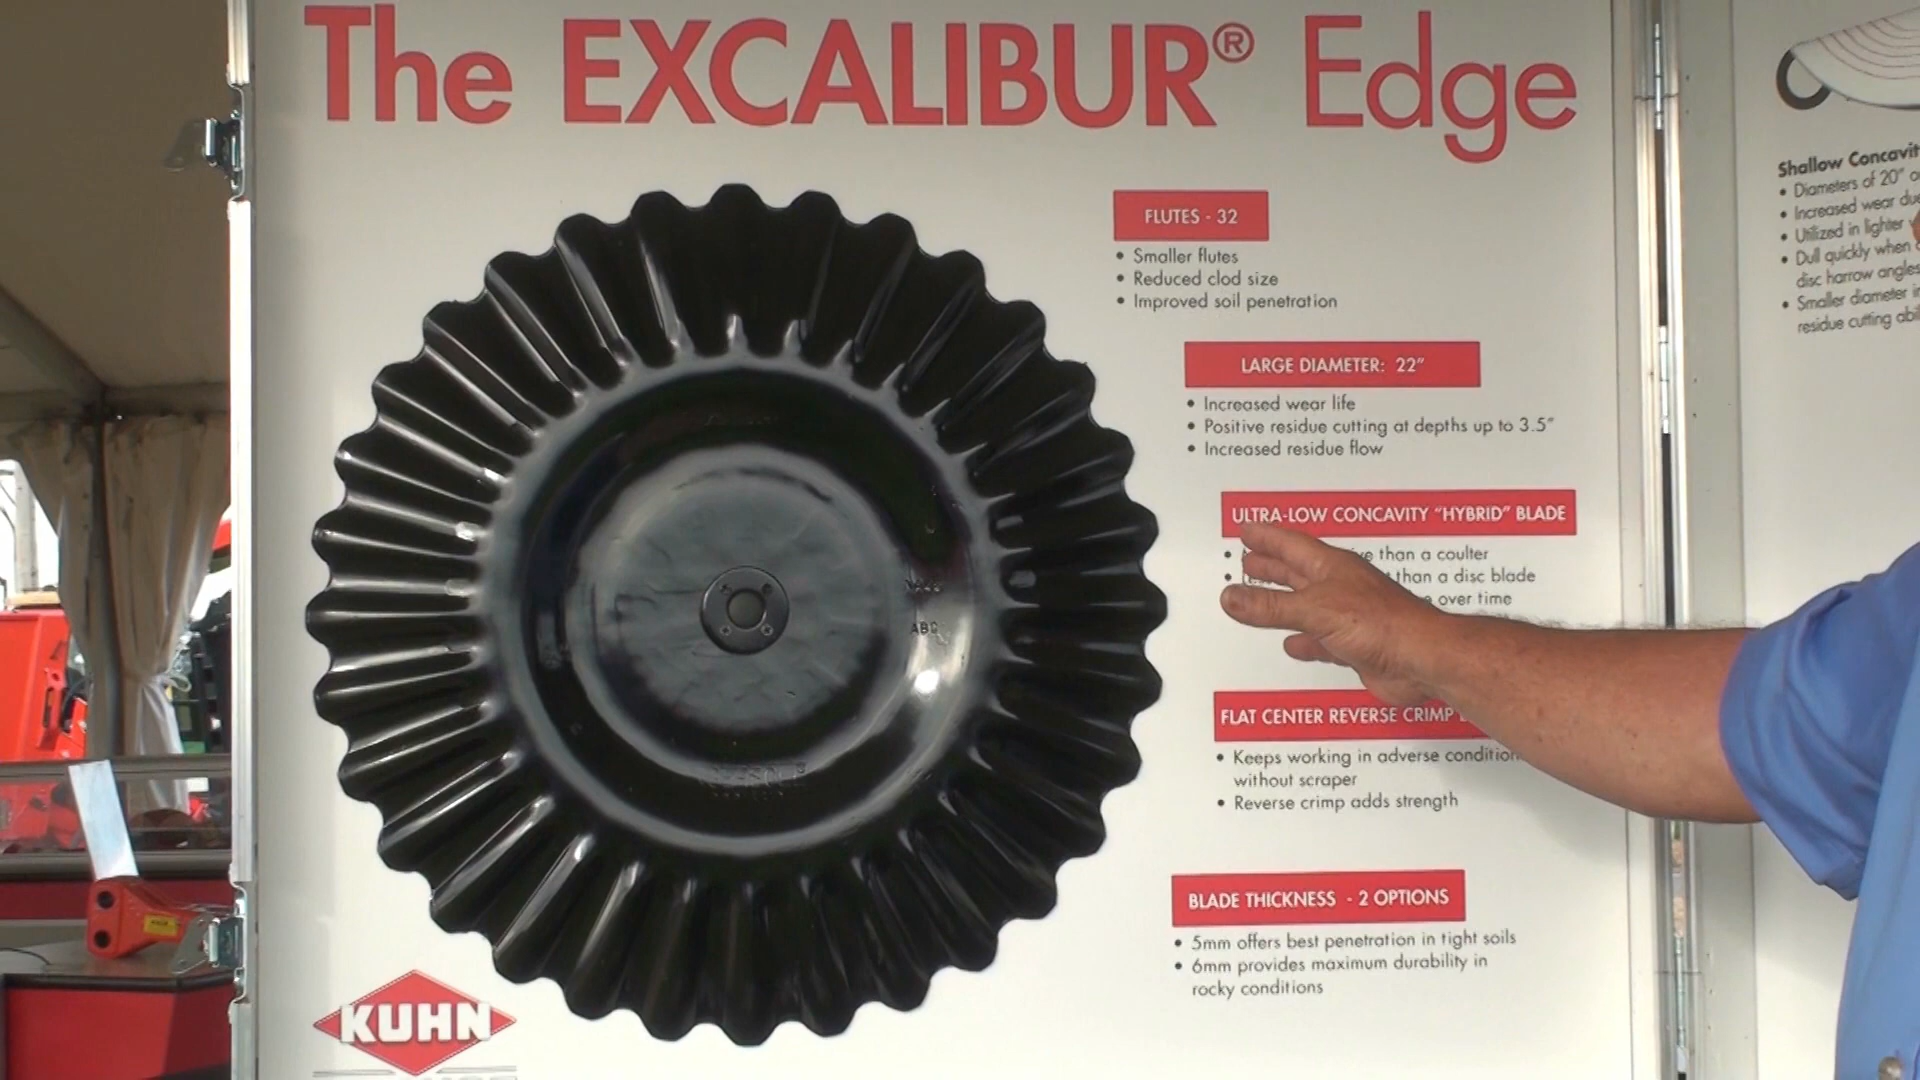 The EXCALIBUR® Edge
FLUTES - 32
• Smaller flutes
• Reduced clod size
• Improved soil penetration
LARGE DIAMETER: 22"
• Increased wear life
• Positive residue cutting at depths up to 3.5"
• Increased residue flow
ULTRA-LOW CONCAVITY "HYBRID" BLADE
• than a coulter
• than a disc blade
over time
FLAT CENTER REVERSE CRIMP
• Keeps working in adverse
without scraper
• Reverse crimp adds strength
BLADE THICKNESS - 2 OPTIONS
• 5mm offers best penetration in tight soils
• 6mm provides maximum durability in
rocky conditions
KUHN
ABC
Shallow
• Diameters of 20"
• Increased wear
• Utilized in lighter
• Dull quickly when
disc harrow angles
• Smaller diameter
residue cutting